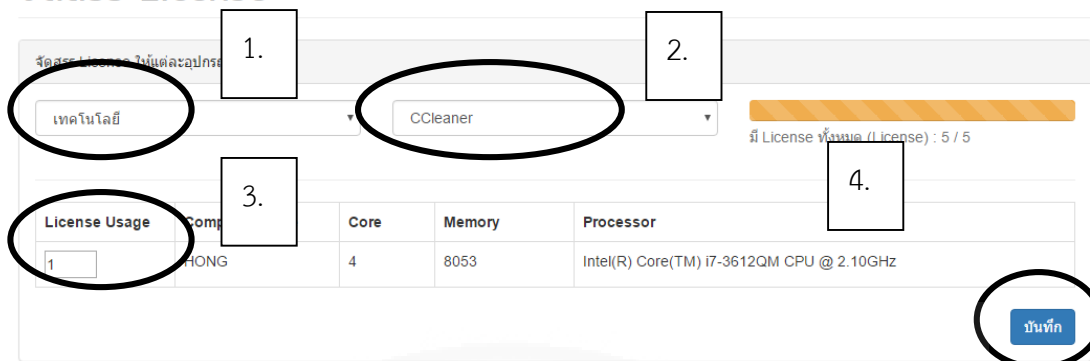 1.
2.
จัดสรร License ให้แต่ละอุปกรณ์
เทคโนโลยี
CCleaner
มี License ทั้งหมด (License) : 5 / 5
3.
4.
License Usage
Core
Memory
Processor
1
HONG
4
8053
Intel(R) Core(TM) i7-3612QM CPU @ 2.10GHz
บันทึก